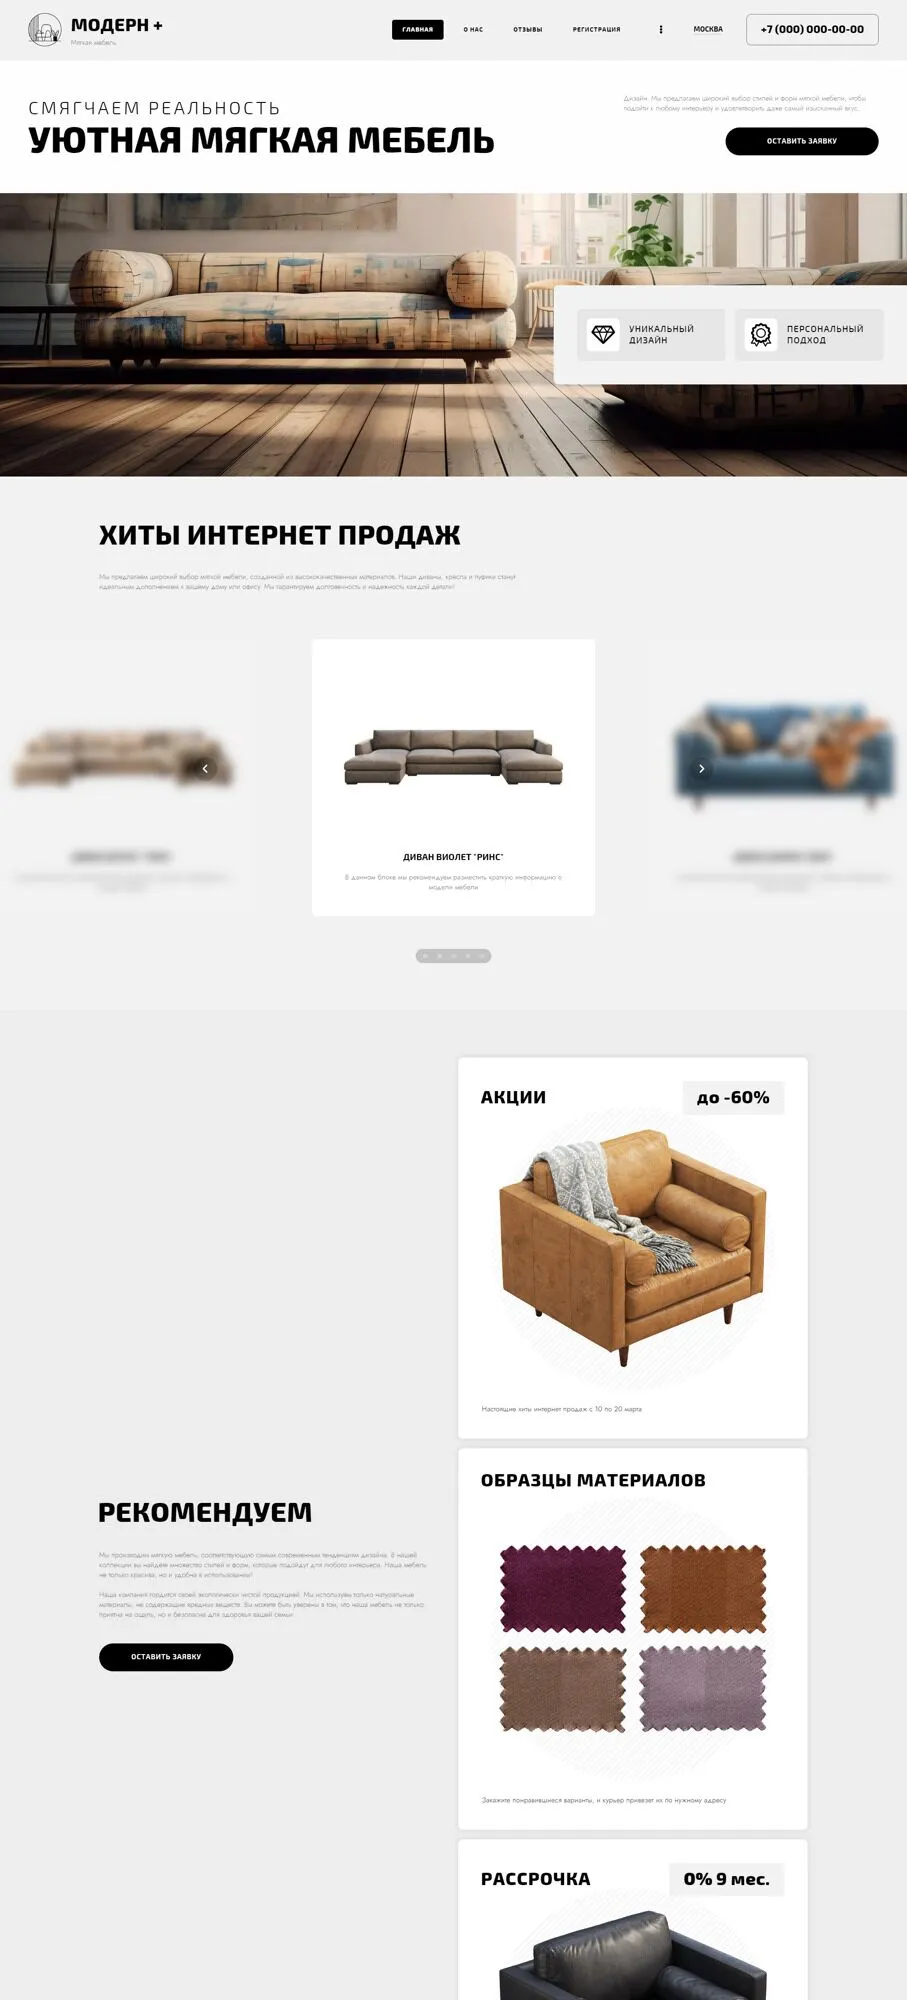 МОДЕРН +
Мягкая мебель
ГЛАВНАЯ
О НАС
ОТЗЫВЫ
РЕГИСТРАЦИЯ
МОСКВА
+7 (000) 000-00-00
СМЯГЧАЕМ РЕАЛЬНОСТЬ
УЮТНАЯ МЯГКАЯ МЕБЕЛЬ
Дизайн. Мы предлагаем широкий выбор стилей и форм мягкой мебели, чтобы
подойти к любому интерьеру и удовлетворить даже самый изысканный вкус.
ОСТАВИТЬ ЗАЯВКУ
УНИКАЛЬНЫЙ
ДИЗАЙН
ПЕРСОНАЛЬНЫЙ
ПОДХОД
ХИТЫ ИНТЕРНЕТ ПРОДАЖ
Мы предлагаем широкий выбор мягкой мебели, созданной из высококачественных материалов. Наши диваны, кресла и пуфики станут
идеальным дополнением к вашему дому или офису. Мы гарантируем долговечность и надежность каждой детали!
ДИВАН ВИОЛЕТ "РИНС"
В данном блоке мы рекомендуем разместить краткую информацию о
модели мебели
АКЦИИ
до -60%
Настоящие хиты интернет продаж с 10 по 20 марта
ОБРАЗЦЫ МАТЕРИАЛОВ
РЕКОМЕНДУЕМ
Мы производим мягкую мебель, соответствующую самым современным тенденциям дизайна. В нашей
коллекции вы найдете множество стилей и форм, которые подойдут для любого интерьера. Наша мебель
не только красива, но и удобна в использовании!
Наша компания гордится своей экологически чистой продукцией. Мы используем только натуральные
материалы, не содержащие вредных веществ. Вы можете быть уверены в том, что наша мебель не только
приятна на ощупь, но и безопасна для здоровья вашей семьи.
ОСТАВИТЬ ЗАЯВКУ
Закажите понравившиеся варианты, и курьер привезет их по нужному адресу
РАССРОЧКА
0% 9 мес.